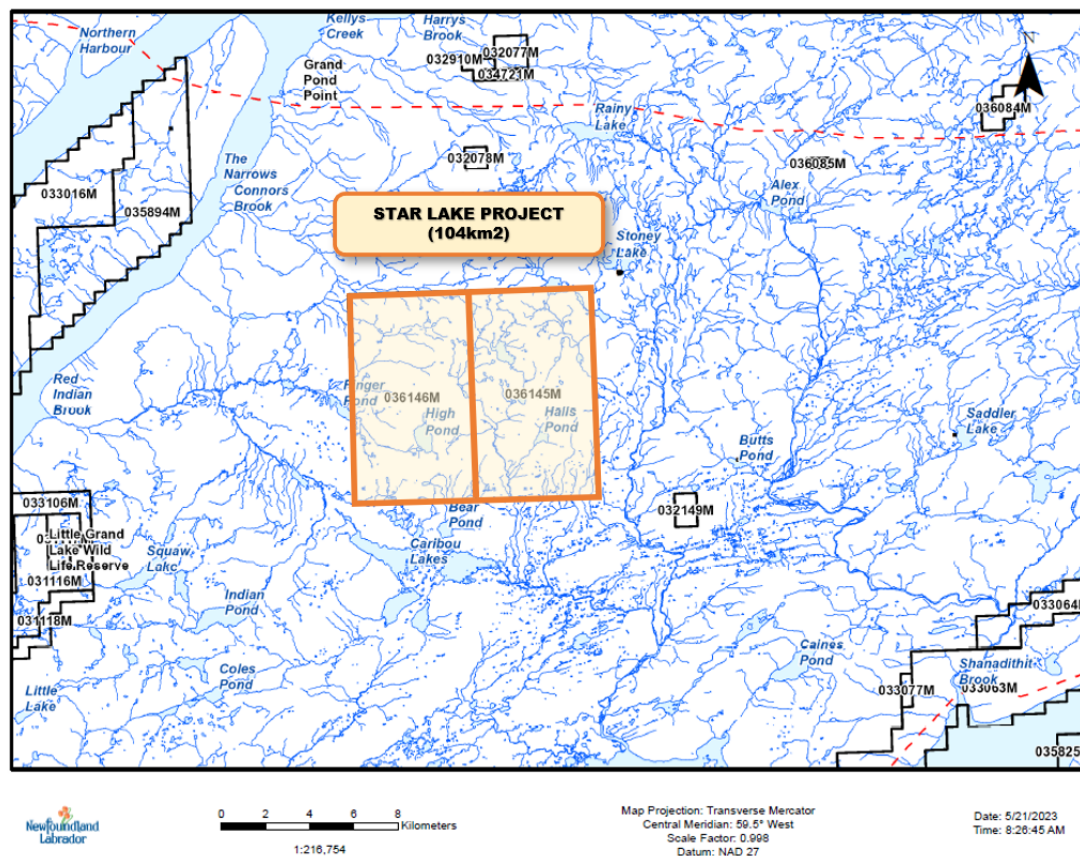 Northern
Harbour
Kellys
Creek
Harrys
Brook
Grand
Pond
Point
032910M
032077M
034721M
N
036084M
Rainy
Lake
032078M
036085M
The
Narrows
Connors
Brook
Alex
Pond
033016M
035894M
STAR LAKE PROJECT
(104km2)
Stoney
Lake
Red
Indian
Brook
Finger
Pond
036146M
High
Pond
036145M
Halls
Pond
Saddler
Lake
Butts
Pond
033106M
032149M
Bear
Pond
Little Grand
Lake Wild
Life Reserve
031116M
031118M
Squaw
Lake
Caribou
Lakes
Indian
Pond
033064M
Caines
Pond
Shanadithit
Brook
033077M
033063M
Coles
Pond
Little
Lake
035825
Newfoundland
Labrador
0 2 4 6 8
Kilometers
1:216,754
Map Projection: Transverse Mercator
Central Meridian: 59.5° West
Scale Factor: 0.998
Datum: NAD 27
Date: 5/21/2023
Time: 8:26:45 AM